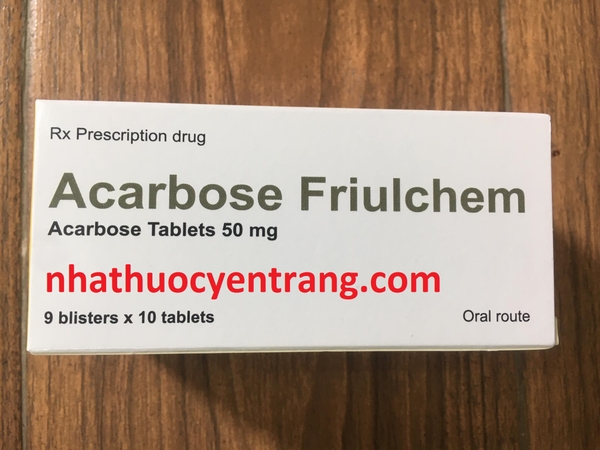 Rx Prescription drug
Acarbose Friulchem
Acarbose Tablets 50 mg
nhathuocyentrang.com
9 blisters x 10 tablets
Oral route